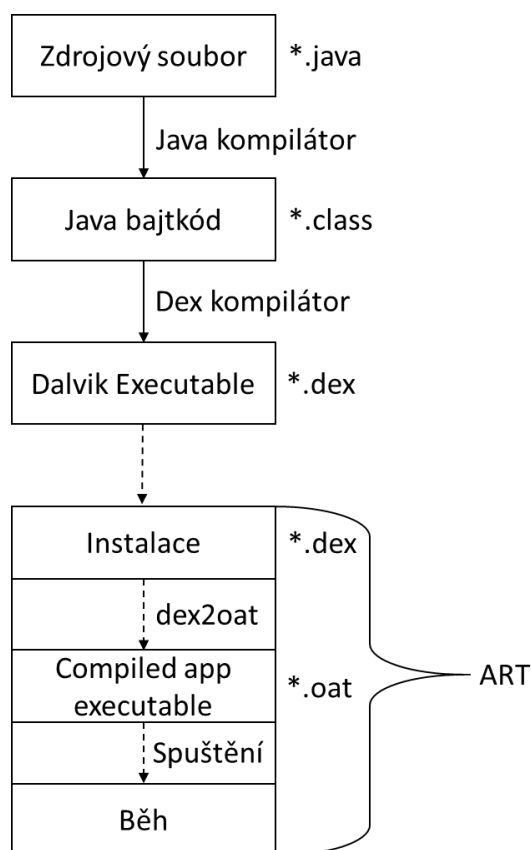 Zdrojový soubor
*.java
Java kompilátor
Java bajtkód
*.class
Dex kompilátor
Dalvik Executable
*.dex
Instalace
*.dex
dex2oat
Compiled app
executable
*.oat
ART
Spuštění
Běh